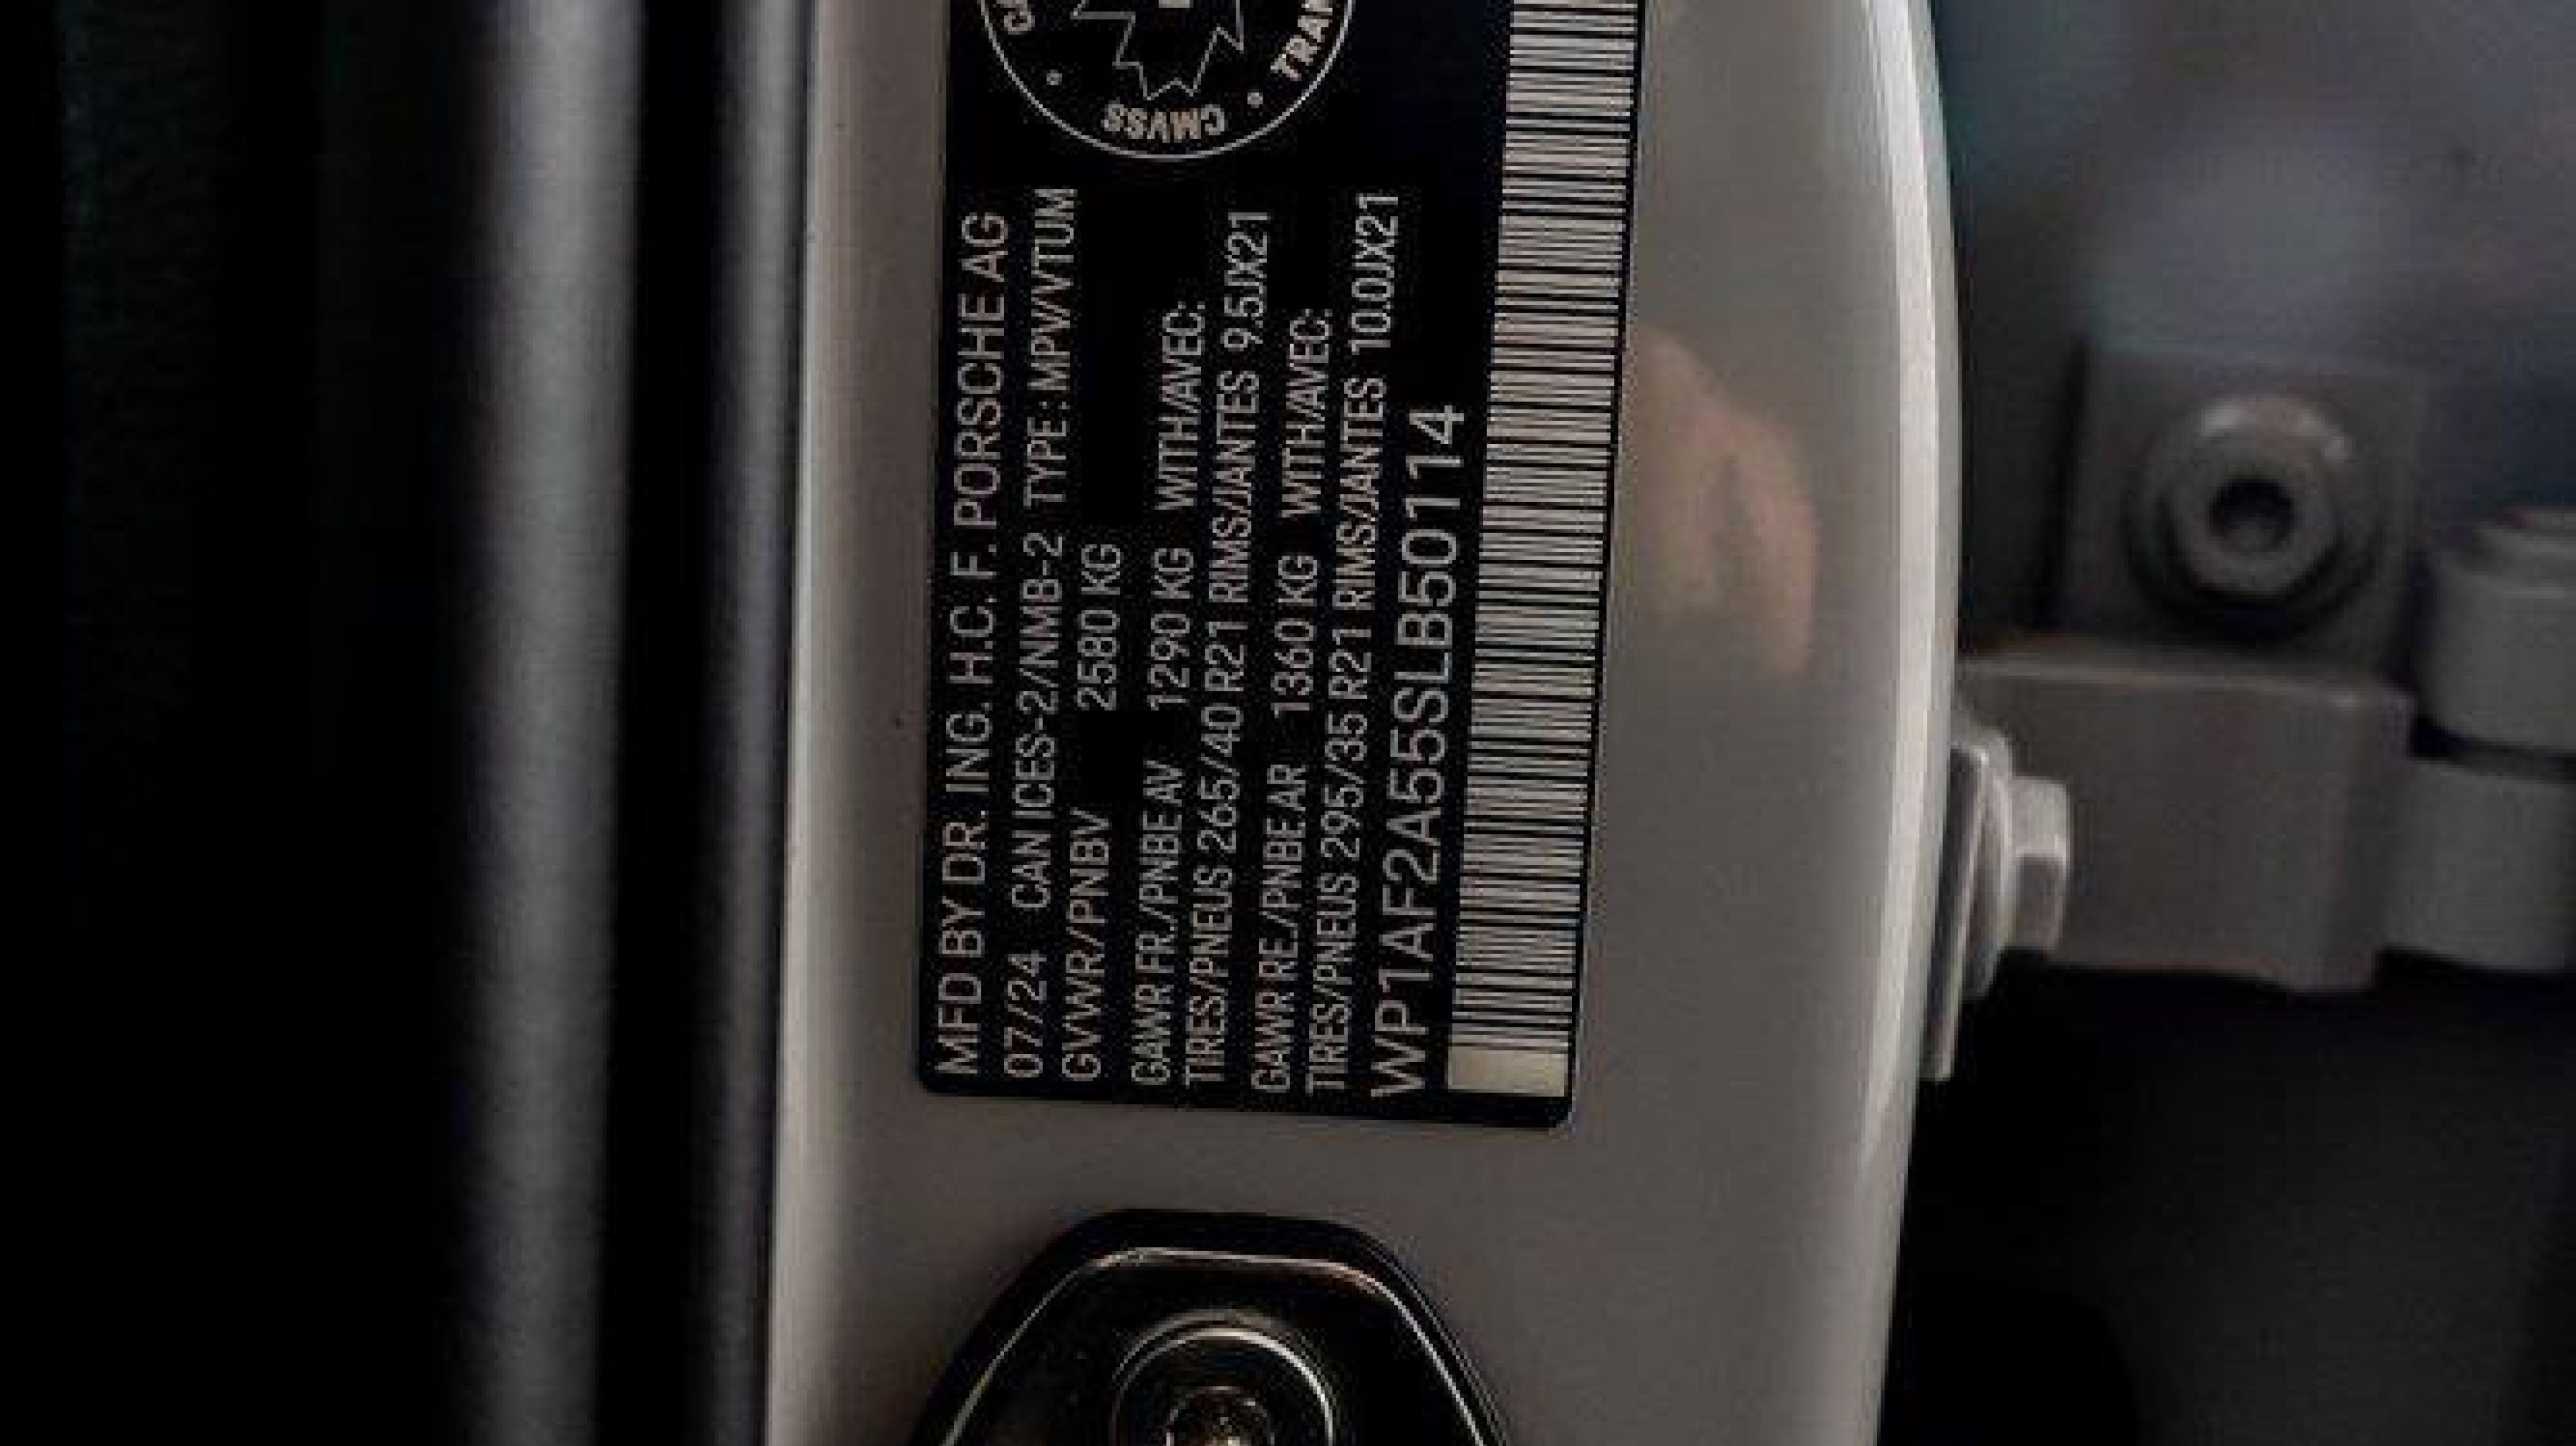 MFD BY DR. ING. H.C. F. PORSCHE AG
07/24 CAN ICES-2/NMB-2 TYPE: MPV/VTUM
GVWR/PNBV 2580 KG
GAWR FR./PNBE AV 1290 KG WITH/AVEC:
TIRES/PNEUS 265/40 R21 RIMS/JANTES 9.5JX21
GAWR RE./PNBE AR 1360 KG WITH/AVEC:
TIRES/PNEUS 295/35 R21 RIMS/JANTES 10.0JX21
WP1AF2A55SLB50114
CMVSS